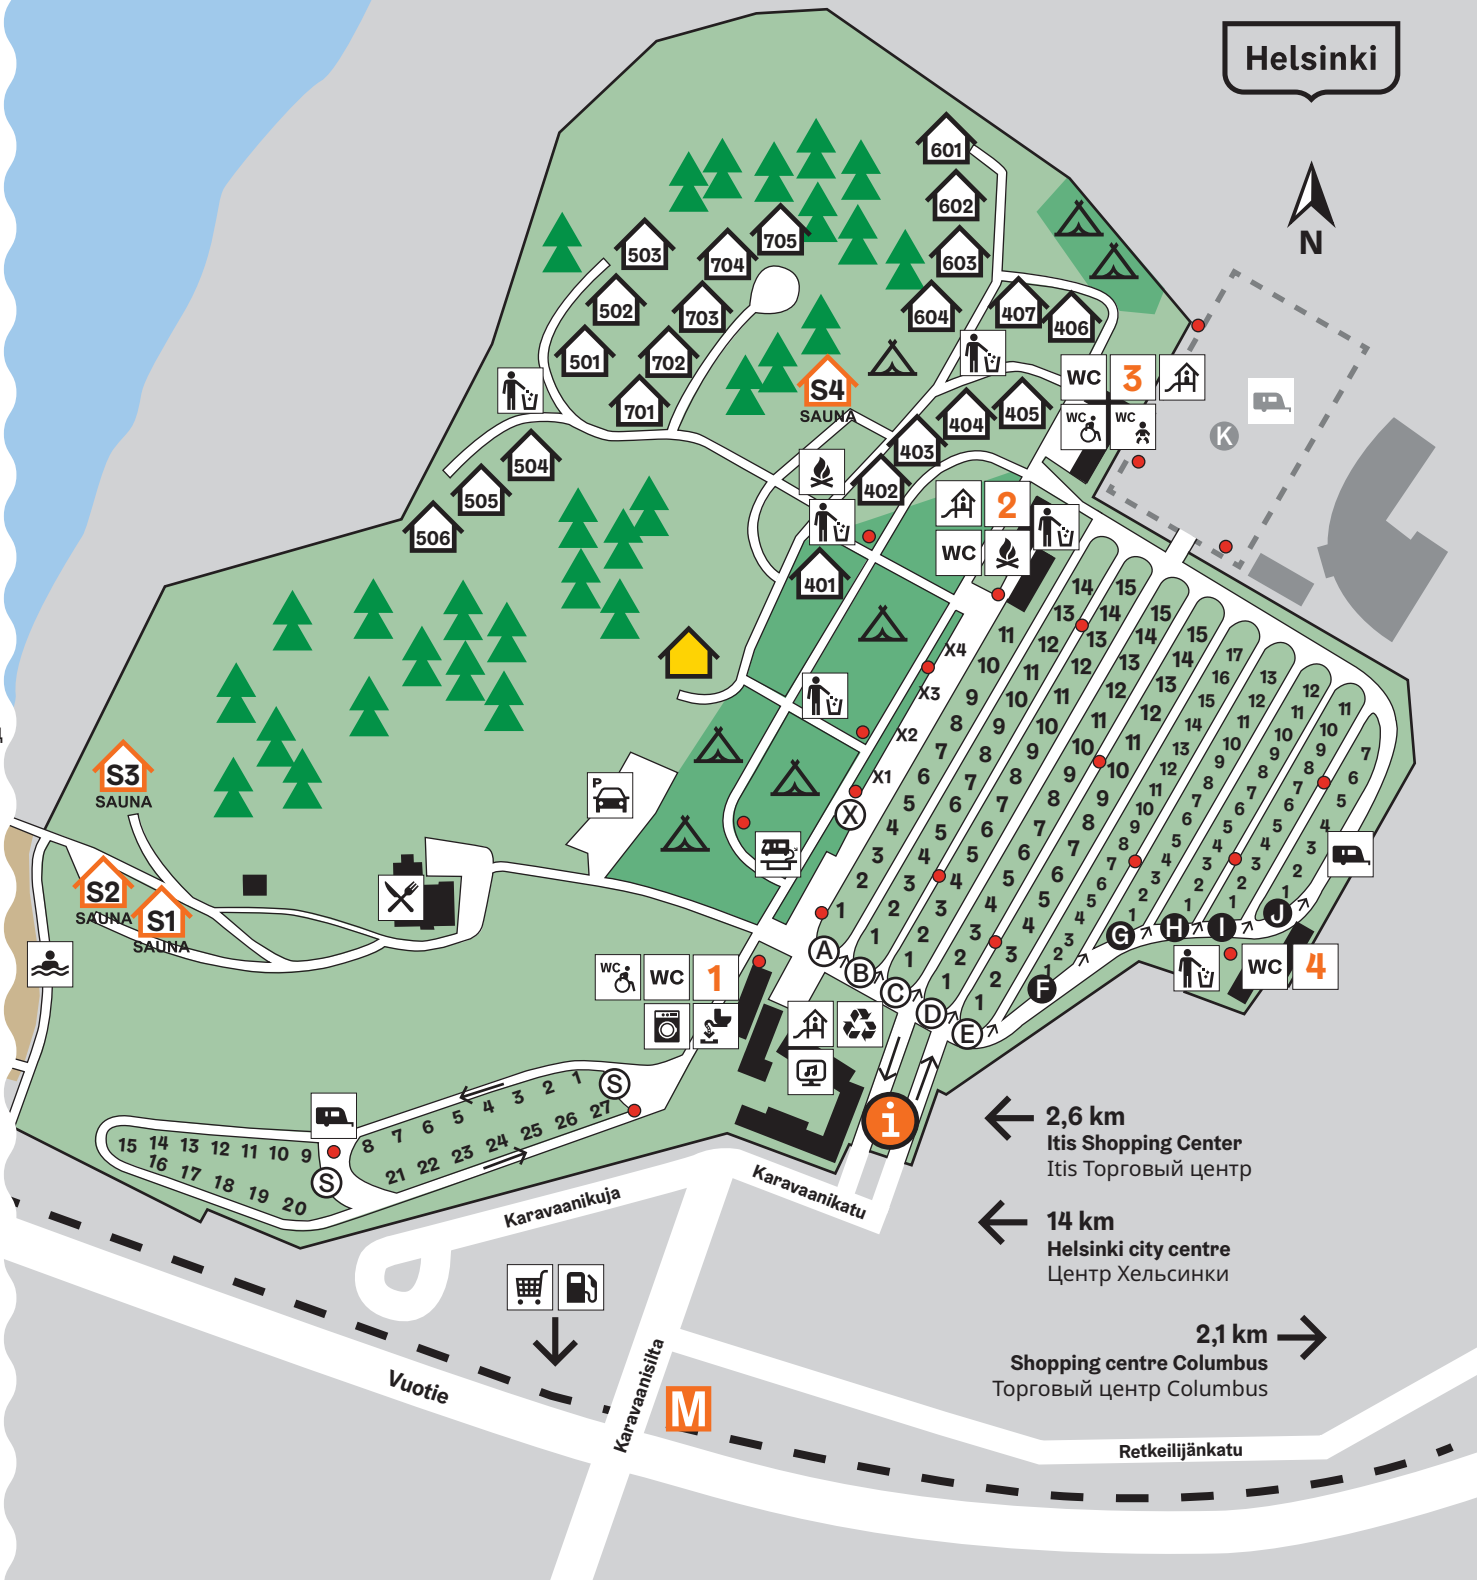 Helsinki
N
601
602
603
604
705
704
703
702
701
503
502
501
504
505
506
407
406
405
404
403
402
401
S4
SAUNA
WC
3
WC
WC
K
2
WC
X4
X3
X2
X1
X
P
S3
SAUNA
S2
SAUNA
S1
SAUNA
1 2 3 4 5 6 7 8 9 10 11
1 2 3 4 5 6 7 8 9 10 11 12 13 14
1 2 3 4 5 6 7 8 9 10 11 12 13 14 15
1 2 3 4 5 6 7 8 9 10 11 12 13 14 15
1 2 3 4 5 6 7 8 9 10 11 12 13 14 15
1 2 3 4 5 6 7 8 9 10 11 12 13 14 15 16 17
1 2 3 4 5 6 7 8 9 10 11 12 13
1 2 3 4 5 6 7 8 9 10 11 12
1 2 3 4 5 6 7 8 9 10 11
1 2 3 4 5 6 7
A
B
C
D
E
F
G
H
I
J
WC
4
WC
WC
1
i
S
1 2 3 4 5 6 7 8
9 10 11 12 13 14 15
16 17 18 19 20
21 22 23 24 25 26 27
S
2,6 km
Itis Shopping Center
Itis Торговый центр
14 km
Helsinki city centre
Центр Хельсинки
2,1 km
Shopping centre Columbus
Торговый центр Columbus
Karavaanikuja
Karavaanikatu
Karavaanisilta
Vuotie
M
Retkeilijänkatu